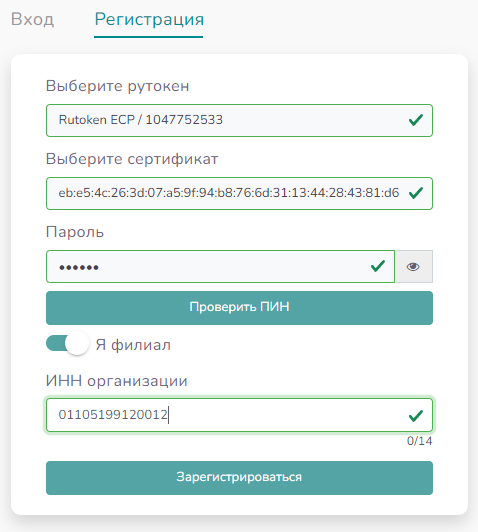 Вход Регистрация
Выберите рутокен
Rutoken ECP / 1047752533
Выберите сертификат
eb:e5:4c:26:3d:07:a5:9f:94:b8:76:6d:31:13:44:28:43:81:d6
Пароль
••••••
Проверить ПИН
Я филиал
ИНН организации
01105199120012
0/14
Зарегистрироваться